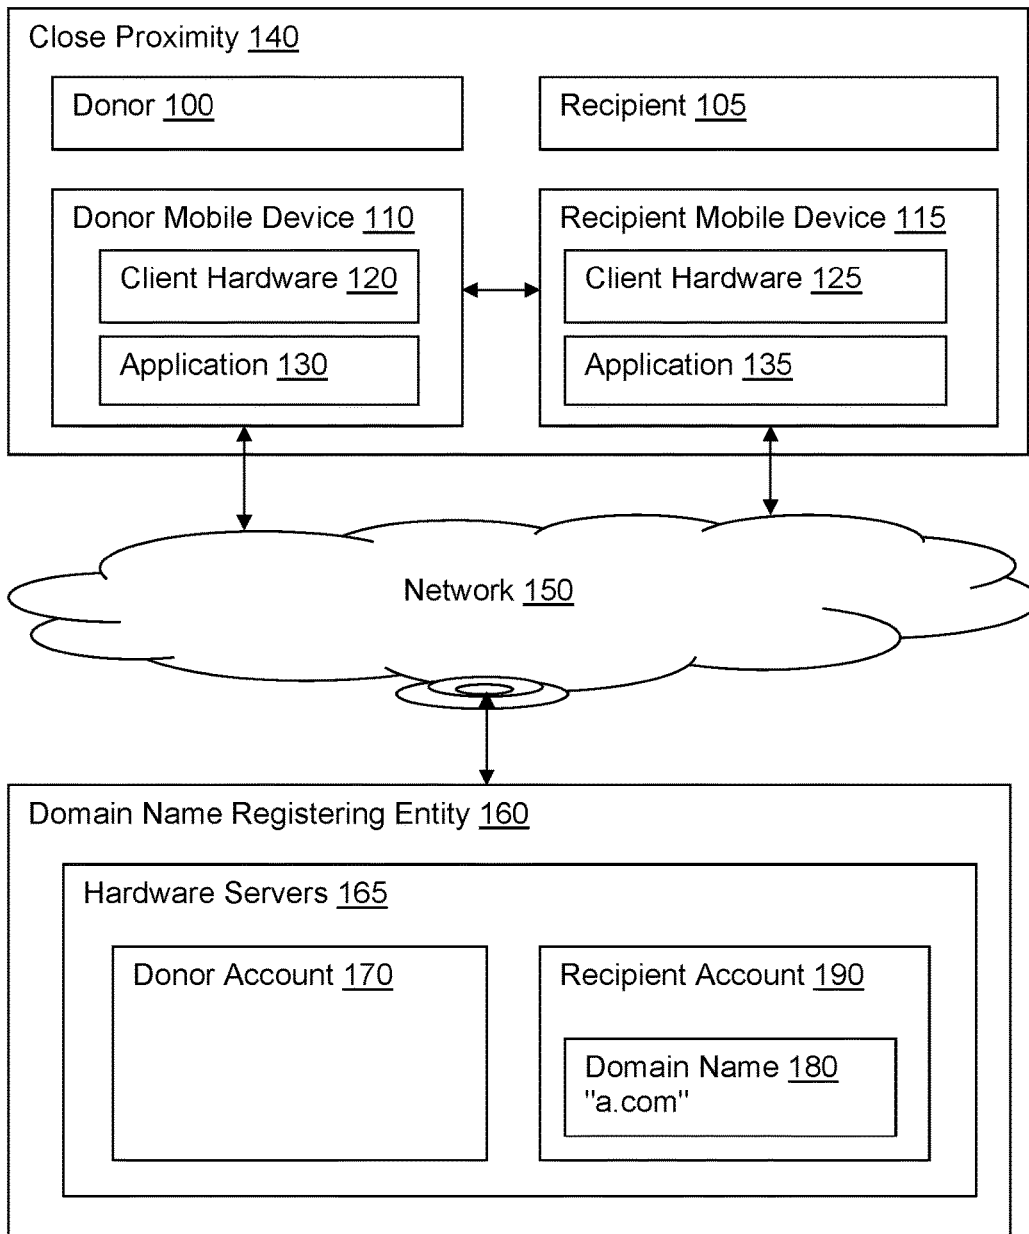 Close Proximity 140
Donor 100
Recipient 105
Donor Mobile Device 110
Client Hardware 120
Application 130
Recipient Mobile Device 115
Client Hardware 125
Application 135
Network 150
Domain Name Registering Entity 160
Hardware Servers 165
Donor Account 170
Recipient Account 190
Domain Name 180
"a.com"